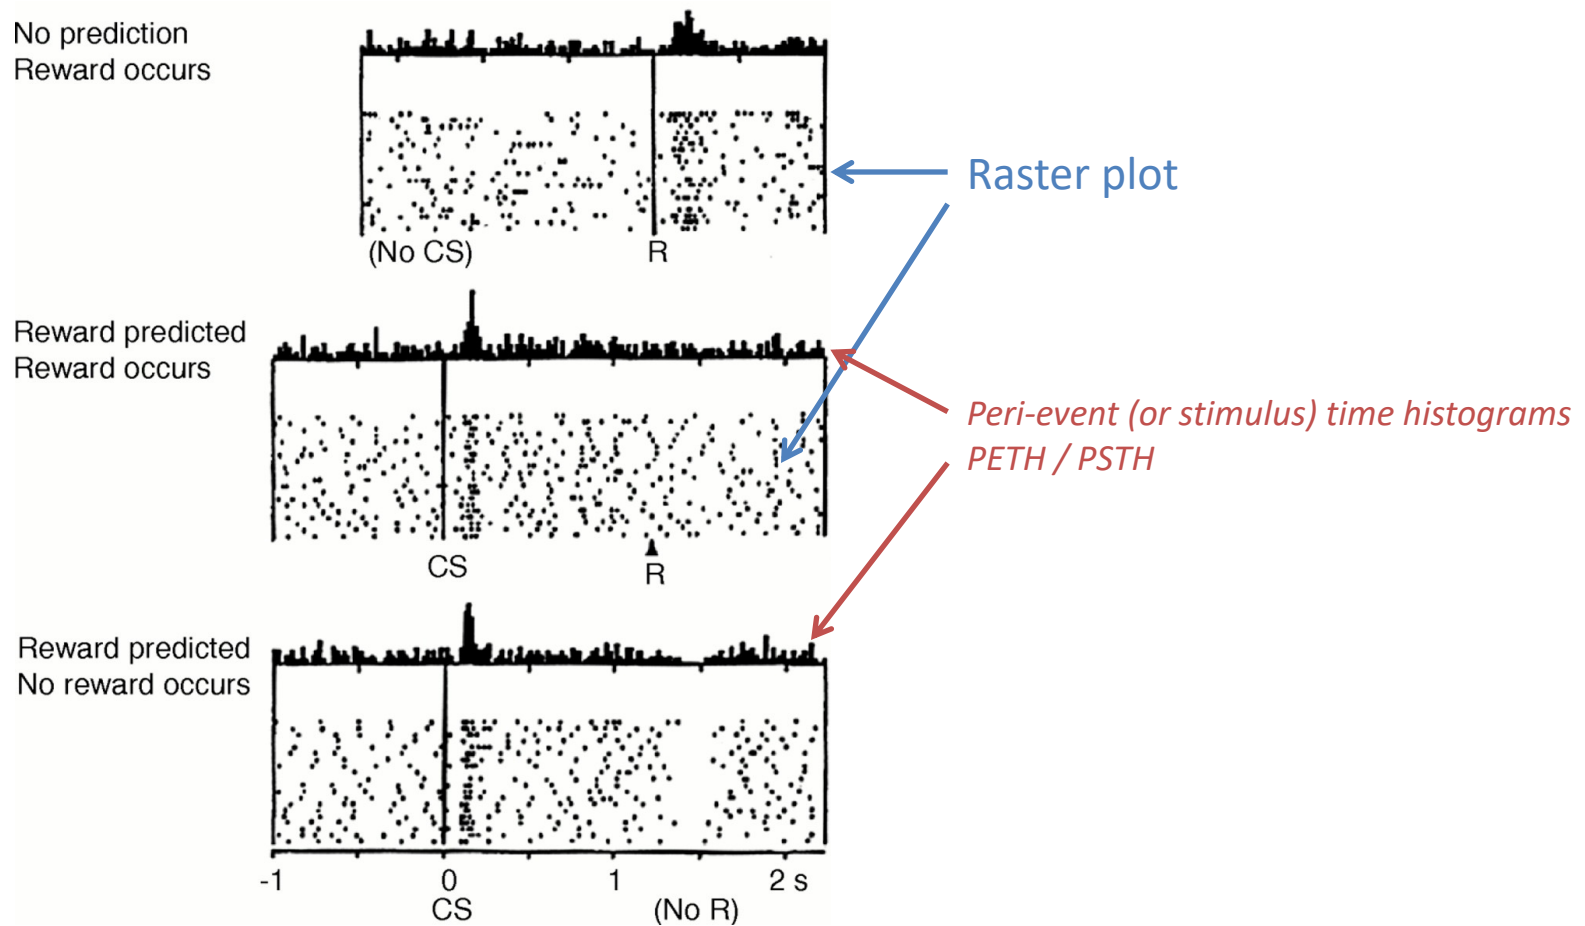 No prediction
Reward occurs
(No CS)
R
Raster plot
Reward predicted
Reward occurs
CS
R
Peri-event (or stimulus) time histograms
PETH / PSTH
Reward predicted
No reward occurs
-1
0
1
2 s
CS
(No R)